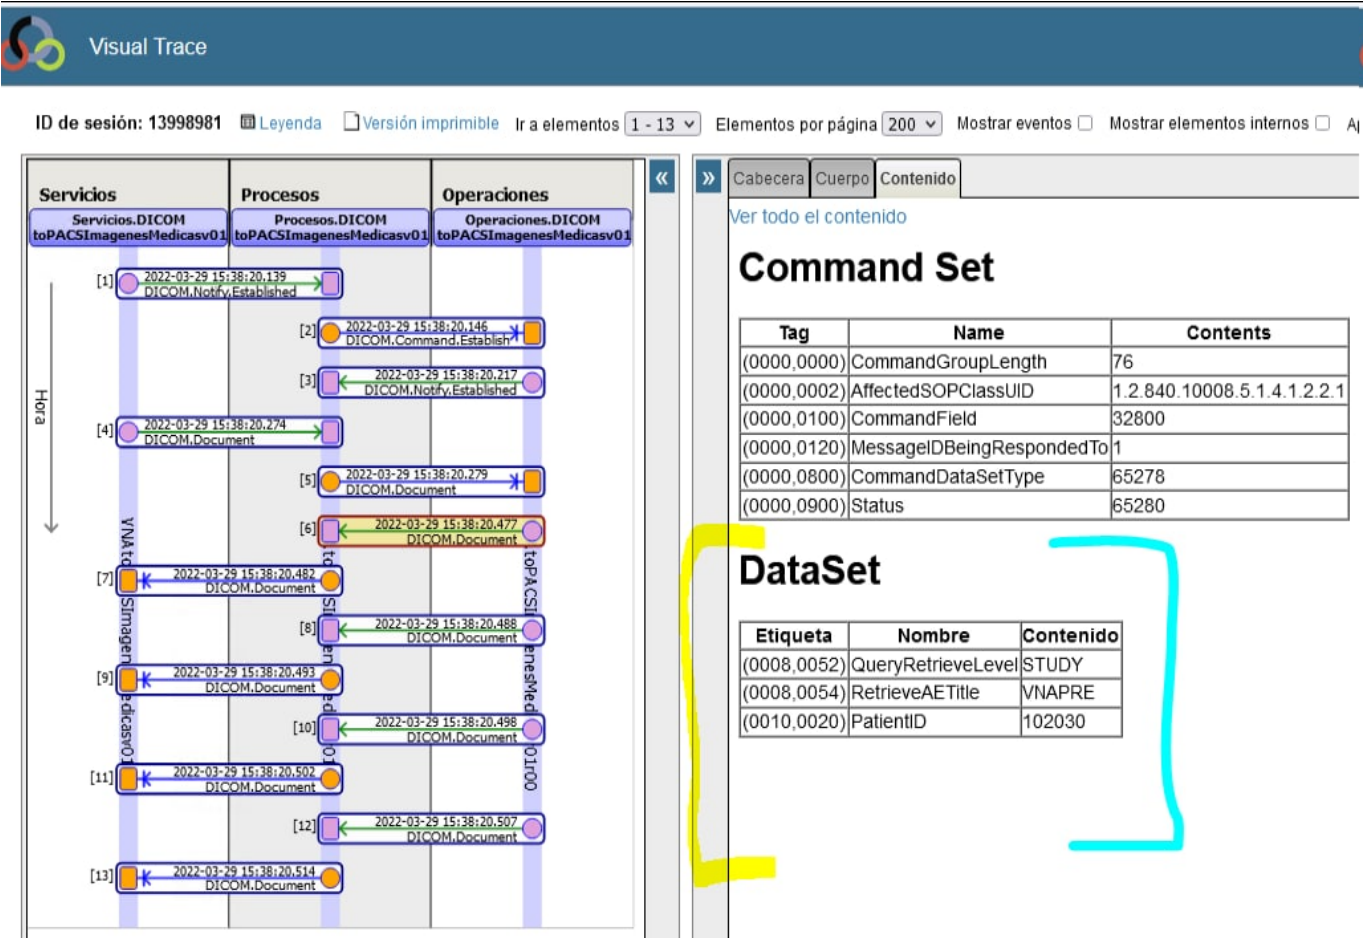 Visual Trace
ID de sesión: 13998981 Leyenda Versión imprimible Ir a elementos 1 - 13 Elementos por página 200 Mostrar eventos Mostrar elementos internos
Servicios Procesos Operaciones
Servicios.DICOM Procesos.DICOM Operaciones.DICOM
toPACSImagenesMedicasv01 toPACSImagenesMedicasv01 toPACSImagenesMedicasv01
[1] 2022-03-29 15:38:20.139
DICOM.Notify.Established
[2] 2022-03-29 15:38:20.146
DICOM.Command.Establish
[3] 2022-03-29 15:38:20.217
DICOM.Notify.Established
Hora
[4] 2022-03-29 15:38:20.274
DICOM.Document
[5] 2022-03-29 15:38:20.279
DICOM.Document
[6] 2022-03-29 15:38:20.477
DICOM.Document
[7] 2022-03-29 15:38:20.482
DICOM.Document
[8] 2022-03-29 15:38:20.488
DICOM.Document
[9] 2022-03-29 15:38:20.493
DICOM.Document
[10] 2022-03-29 15:38:20.498
DICOM.Document
[11] 2022-03-29 15:38:20.502
DICOM.Document
[12] 2022-03-29 15:38:20.507
DICOM.Document
[13] 2022-03-29 15:38:20.514
DICOM.Document
« »
Cabecera Cuerpo Contenido
Ver todo el contenido
Command Set
Tag Name Contents
(0000,0000) CommandGroupLength 76
(0000,0002) AffectedSOPClassUID 1.2.840.10008.5.1.4.1.2.2.1
(0000,0100) CommandField 32800
(0000,0120) MessageIDBeingRespondedTo 1
(0000,0800) CommandDataSetType 65278
(0000,0900) Status 65280
DataSet
Etiqueta Nombre Contenido
(0008,0052) QueryRetrieveLevel STUDY
(0008,0054) RetrieveAETitle VNAPRE
(0010,0020) PatientID 102030